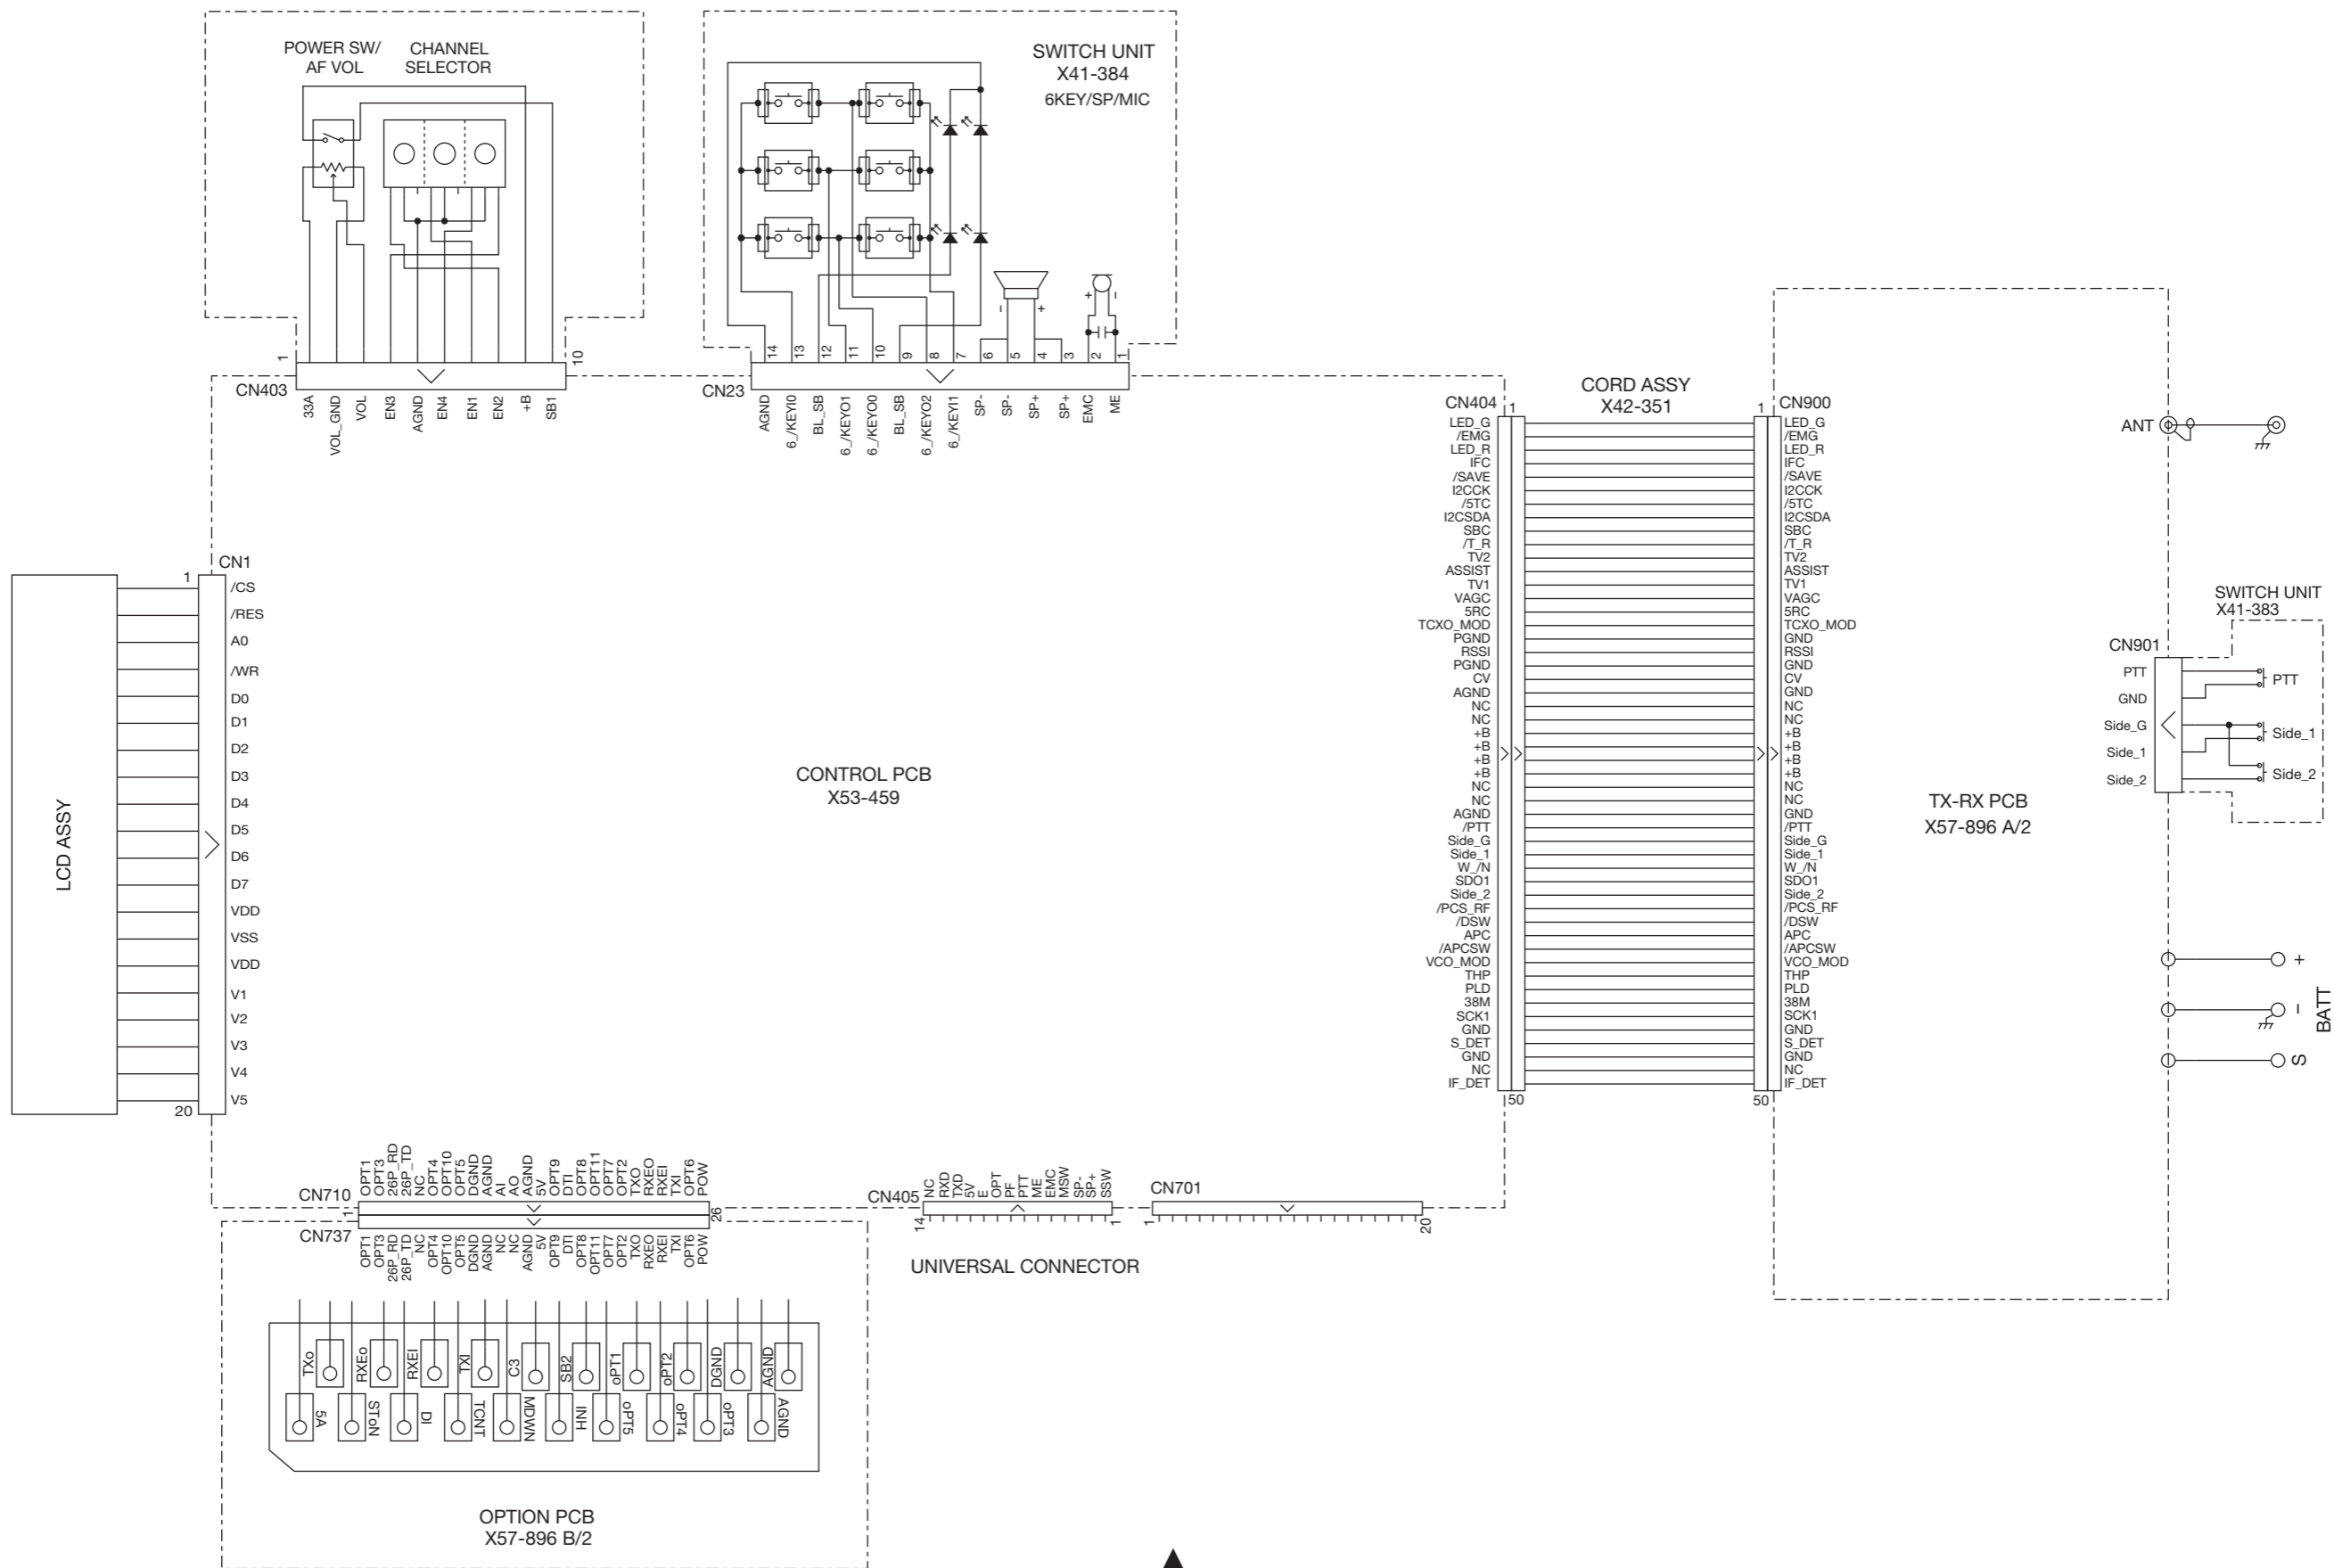 POWER SW/
AF VOL
CHANNEL
SELECTOR
1
10
CN403
33A
VOL_GND
VOL
EN3
AGND
EN4
EN1
EN2
+B
SB1
SWITCH UNIT
X41-384
6KEY/SP/MIC
-
+
+
-
14
13
12
11
10
9
8
7
6
5
4
3
2
1
CN23
AGND
6_/KEYI0
BL_SB
6_/KEYO1
6_/KEYO0
BL_SB
6_/KEYO2
6_/KEYI1
SP-
SP-
SP+
SP+
EMC
ME
LCD ASSY
CN1
1
/CS
/RES
A0
/WR
D0
D1
D2
D3
D4
D5
D6
D7
VDD
VSS
VDD
V1
V2
V3
V4
V5
20
CONTROL PCB
X53-459
CN404
1
LED_G
/EMG
LED_R
IFC
/SAVE
I2CCK
/5TC
I2CSDA
SBC
/T_R
TV2
ASSIST
TV1
VAGC
5RC
TCXO_MOD
PGND
RSSI
PGND
CV
AGND
NC
NC
+B
+B
+B
+B
NC
NC
AGND
/PTT
Side_G
Side_1
W_/N
SDO1
Side_2
/PCS_RF
/DSW
APC
/APCSW
VCO_MOD
THP
PLD
38M
SCK1
GND
S_DET
GND
NC
IF_DET
50
CORD ASSY
X42-351
1
CN900
LED_G
/EMG
LED_R
IFC
/SAVE
I2CCK
/5TC
I2CSDA
SBC
/T_R
TV2
ASSIST
TV1
VAGC
5RC
TCXO_MOD
GND
RSSI
GND
CV
GND
NC
NC
+B
+B
+B
+B
NC
NC
GND
/PTT
Side_G
Side_1
W_/N
SDO1
Side_2
/PCS_RF
/DSW
APC
/APCSW
VCO_MOD
THP
PLD
38M
SCK1
GND
S_DET
GND
NC
IF_DET
50
TX-RX PCB
X57-896 A/2
ANT
SWITCH UNIT
X41-383
CN901
PTT
GND
Side_G
Side_1
Side_2
PTT
Side_1
Side_2
+
-
S
BATT
CN710
OPT1
OPT3
26P_RD
26P_TD
NC
OPT4
OPT10
OPT5
DGND
AGND
AI
AO
AGND
5V
OPT9
DTI
OPT8
OPT11
OPT7
OPT2
TXO
RXEO
RXEI
TXI
OPT6
POW
1
26
CN737
OPT1
OPT3
26P_RD
26P_TD
NC
OPT4
OPT10
OPT5
DGND
AGND
NC
NC
AGND
5V
OPT9
DTI
OPT8
OPT11
OPT7
OPT2
TXO
RXEO
RXEI
TXI
OPT6
POW
CN405
NC
RXD
TXD
5V
E
OPT
PF
PTT
ME
EMC
MSW
SP-
SP+
SSW
14
1
CN701
1
20
UNIVERSAL CONNECTOR
TXo
RXEo
RXEI
TXI
C3
SB2
oPT1
oPT2
DGND
AGND
5A
SToN
DI
TCNT
MDWN
INH
oPT5
oPT4
oPT3
AGND
OPTION PCB
X57-896 B/2